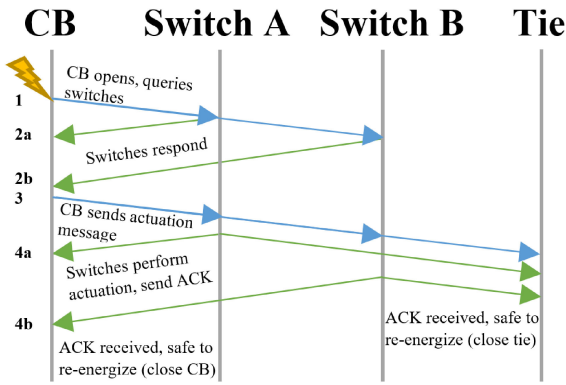 CB Switch A Switch B Tie
CB opens, queries
switches
1
2a
Switches respond
2b
3
CB sends actuation
message
4a
Switches perform
actuation, send ACK
4b
ACK received, safe to
re-energize (close tie)
ACK received, safe to
re-energize (close CB)